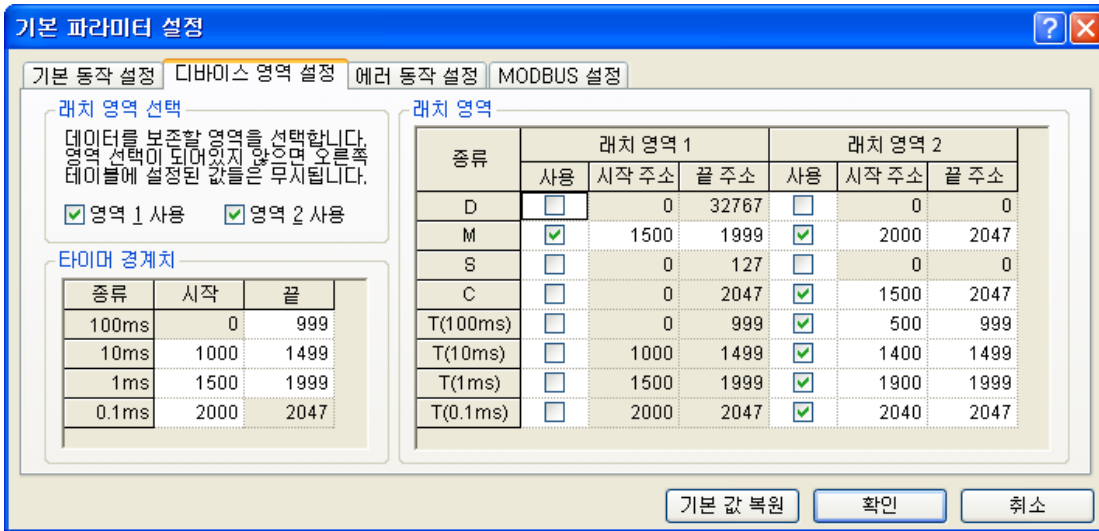 기본 파라미터 설정
기본 동작 설정 디바이스 영역 설정 에러 동작 설정 MODBUS 설정
래치 영역 선택
데이터를 보존할 영역을 선택합니다.
영역 선택이 되어있지 않으면 오른쪽
테이블에 설정된 값들은 무시됩니다.
영역 1 사용 영역 2 사용
타이머 경계치
종류 시작 끝
100ms 0 999
10ms 1000 1499
1ms 1500 1999
0.1ms 2000 2047
래치 영역
종류 래치 영역 1 래치 영역 2
사용 시작 주소 끝 주소 사용 시작 주소 끝 주소
D 0 32767 0 0
M 1500 1999 2000 2047
S 0 127 0 0
C 0 2047 1500 2047
T(100ms) 0 999 500 999
T(10ms) 1000 1499 1400 1499
T(1ms) 1500 1999 1900 1999
T(0.1ms) 2000 2047 2040 2047
기본 값 복원 확인 취소